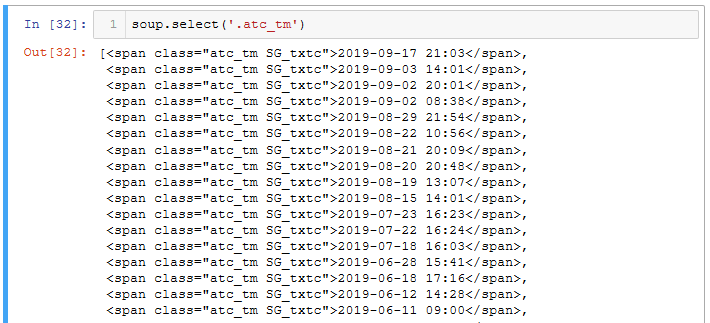 In [32]: 1 soup.select('.atc_tm')
Out[32]: [<span class="atc_tm SG_txtc">2019-09-17 21:03</span>,
<span class="atc_tm SG_txtc">2019-09-03 14:01</span>,
<span class="atc_tm SG_txtc">2019-09-02 20:01</span>,
<span class="atc_tm SG_txtc">2019-09-02 08:38</span>,
<span class="atc_tm SG_txtc">2019-08-29 21:54</span>,
<span class="atc_tm SG_txtc">2019-08-22 10:56</span>,
<span class="atc_tm SG_txtc">2019-08-21 20:09</span>,
<span class="atc_tm SG_txtc">2019-08-20 20:48</span>,
<span class="atc_tm SG_txtc">2019-08-19 13:07</span>,
<span class="atc_tm SG_txtc">2019-08-15 14:01</span>,
<span class="atc_tm SG_txtc">2019-07-23 16:23</span>,
<span class="atc_tm SG_txtc">2019-07-22 16:24</span>,
<span class="atc_tm SG_txtc">2019-07-18 16:03</span>,
<span class="atc_tm SG_txtc">2019-06-28 15:41</span>,
<span class="atc_tm SG_txtc">2019-06-18 17:16</span>,
<span class="atc_tm SG_txtc">2019-06-12 14:28</span>,
<span class="atc_tm SG_txtc">2019-06-11 09:00</span>,